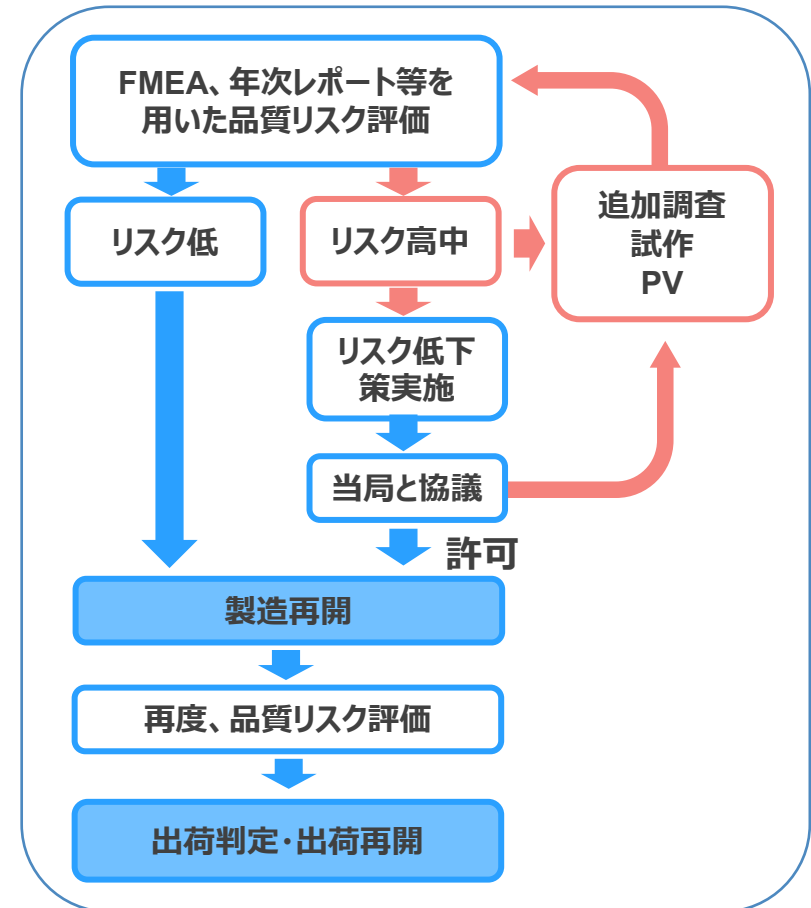 FMEA、年次レポート等を
用いた品質リスク評価
リスク低
リスク高中
追加調査
試作
PV
リスク低下
策実施
当局と協議
許可
製造再開
再度、品質リスク評価
出荷判定・出荷再開